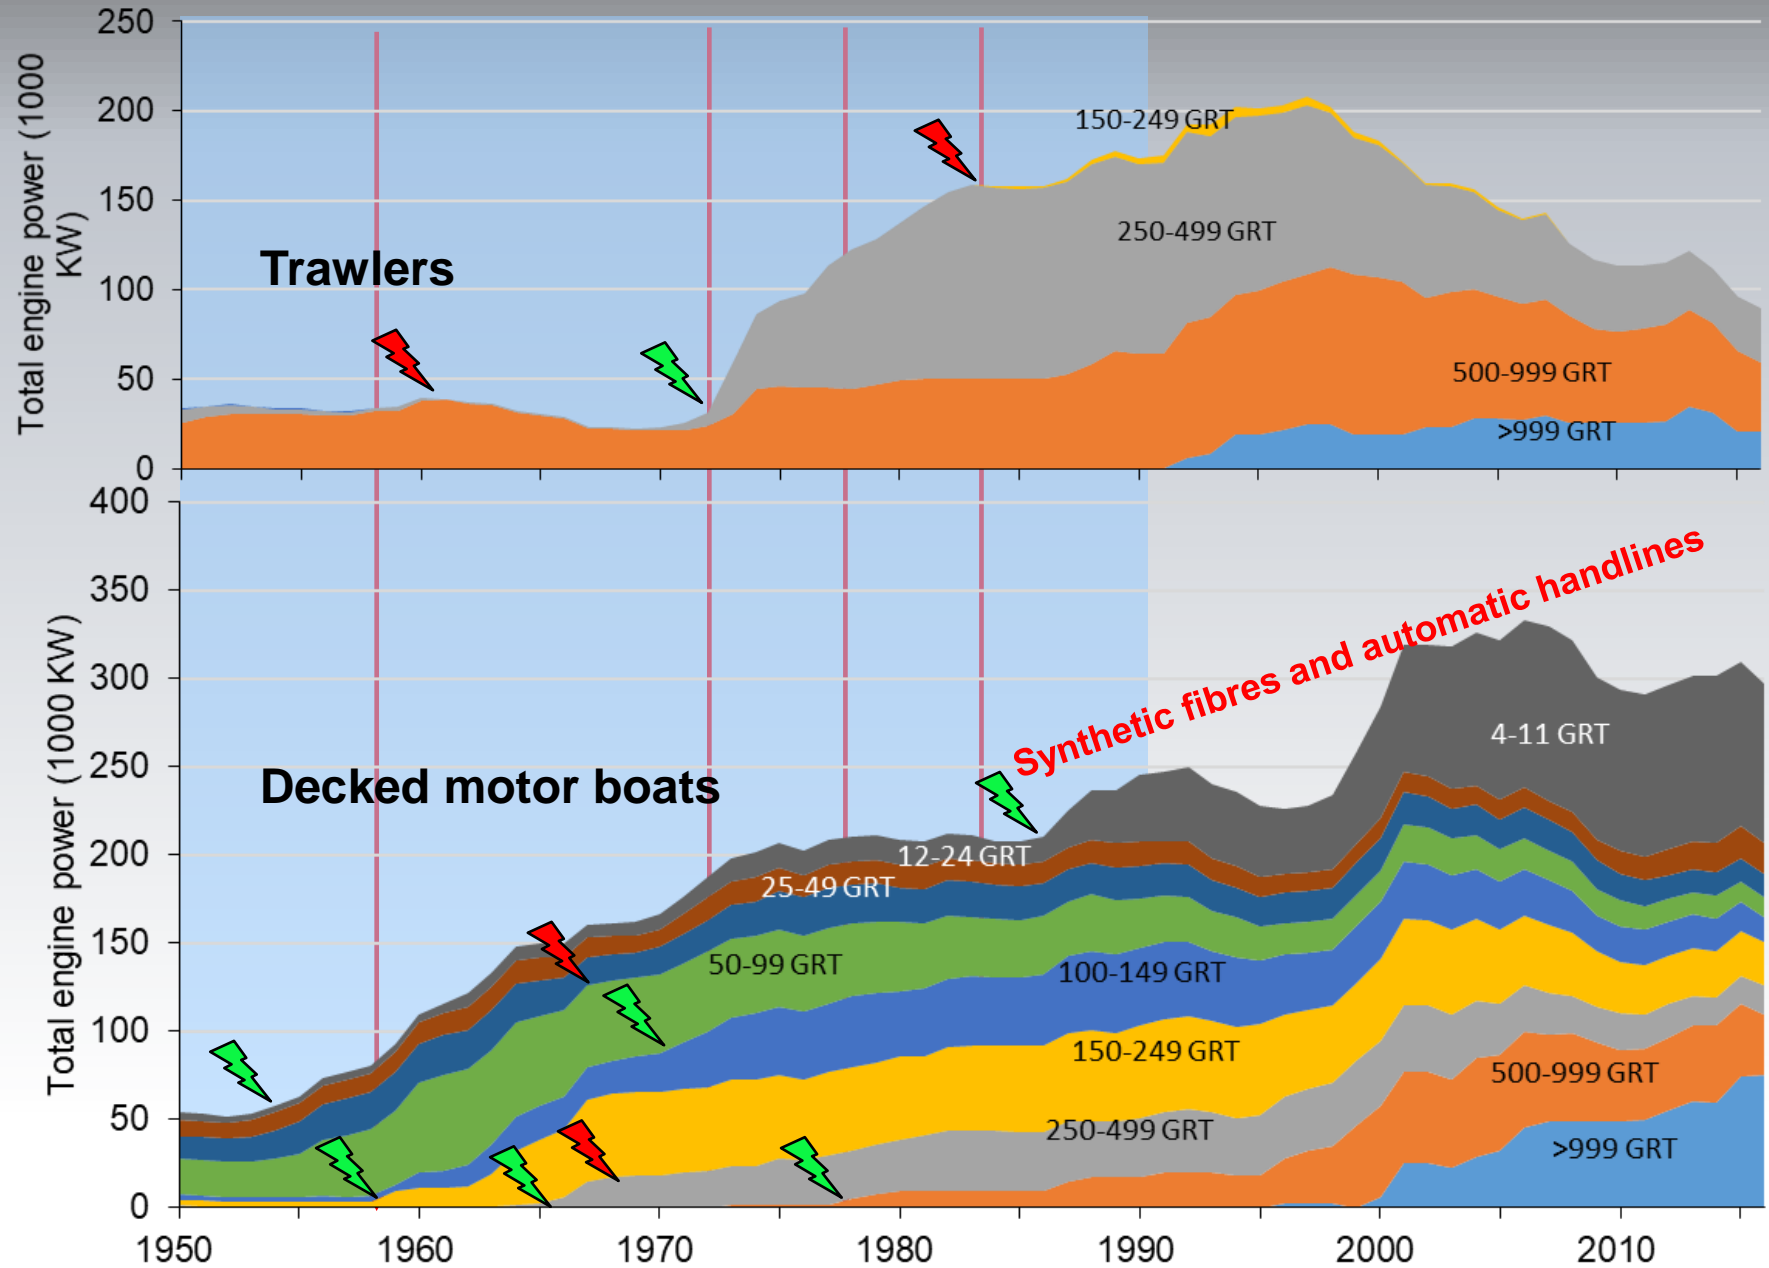 250
200
150
100
50
0
Total engine power (1000
KW)
Trawlers
150-249 GRT
250-499 GRT
500-999 GRT
>999 GRT
400
350
300
250
200
150
100
50
0
Total engine power (1000 KW)
Decked motor boats
Synthetic fibres and automatic handlines
4-11 GRT
12-24 GRT
25-49 GRT
50-99 GRT
100-149 GRT
150-249 GRT
250-499 GRT
500-999 GRT
>999 GRT
1950 1960 1970 1980 1990 2000 2010